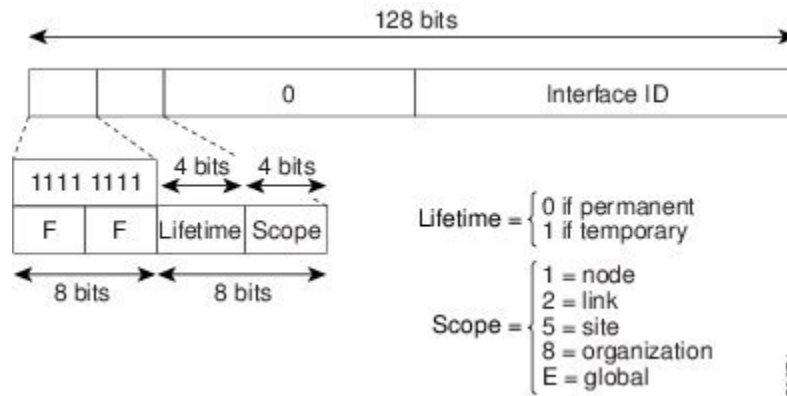 128 bits
0 Interface ID
4 bits 4 bits
1111 1111
F F Lifetime Scope
8 bits 8 bits
Lifetime = 0 if permanent
1 if temporary
Scope = 1 = node
2 = link
5 = site
8 = organization
E = global